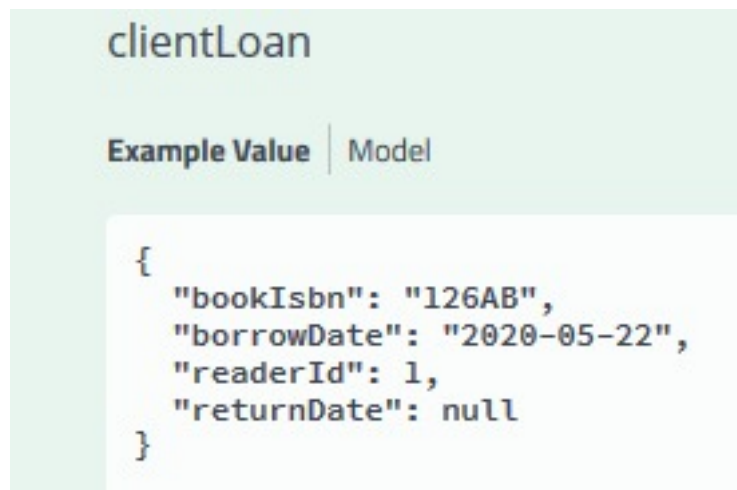 clientLoan
Example Value | Model
{
  "bookIsbn": "126AB",
  "borrowDate": "2020-05-22",
  "readerId": 1,
  "returnDate": null
}